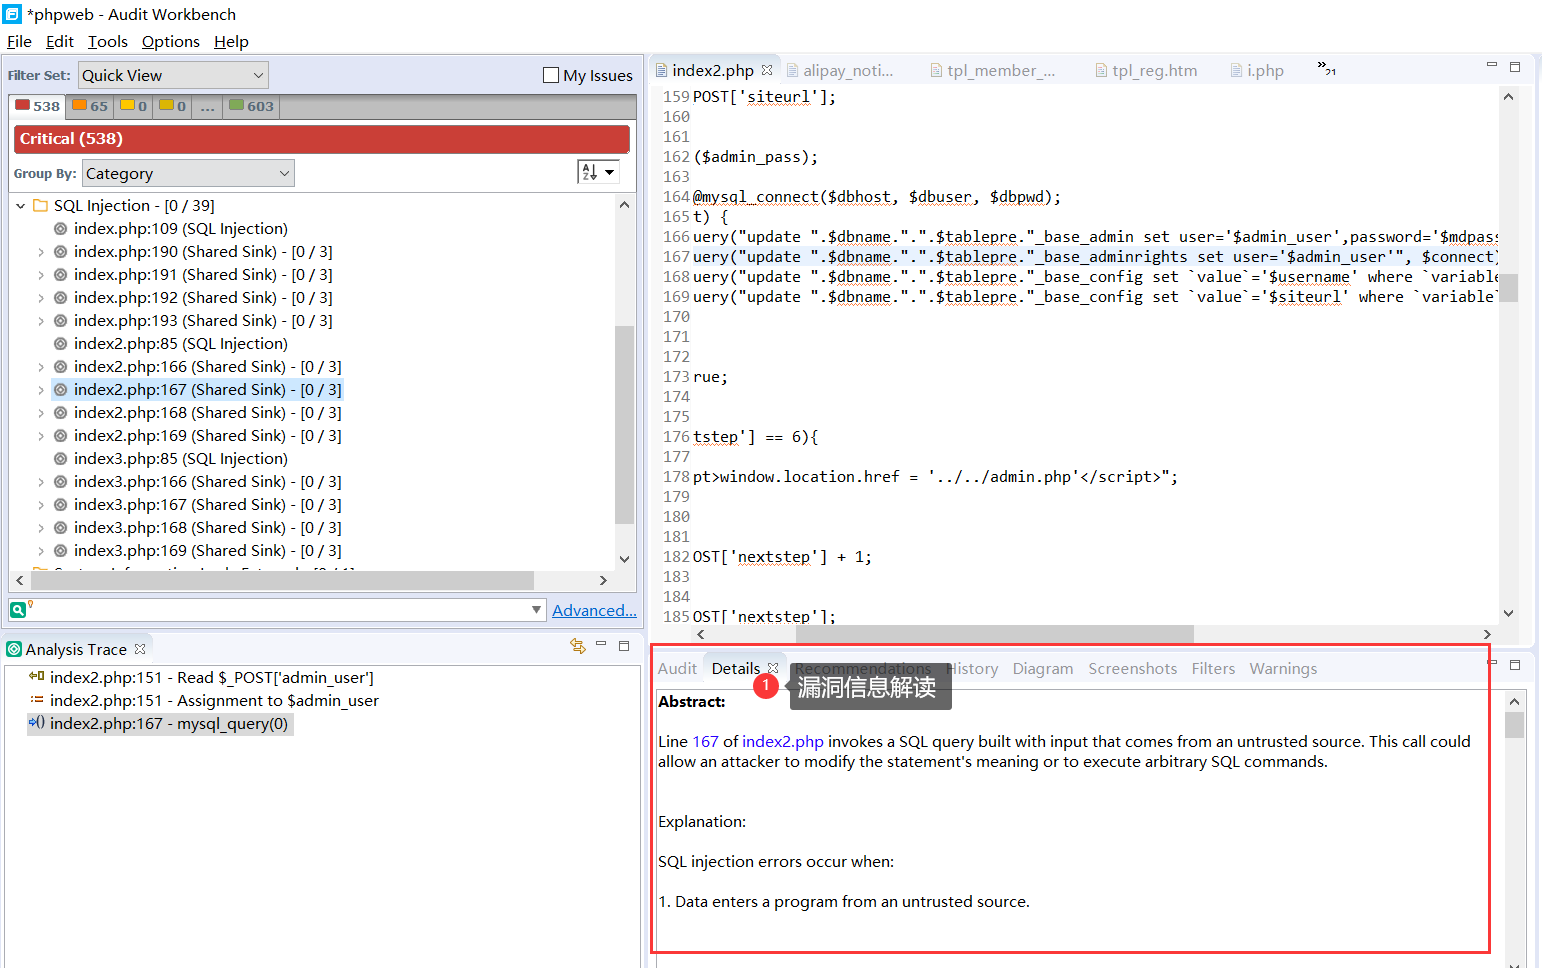 *phpweb - Audit Workbench
File Edit Tools Options Help
Filter Set: Quick View My Issues
538 65 0 0 ... 603
Critical (538)
Group By: Category
SQL Injection - [0 / 39]
index.php:109 (SQL Injection)
index.php:190 (Shared Sink) - [0 / 3]
index.php:191 (Shared Sink) - [0 / 3]
index.php:192 (Shared Sink) - [0 / 3]
index.php:193 (Shared Sink) - [0 / 3]
index2.php:85 (SQL Injection)
index2.php:166 (Shared Sink) - [0 / 3]
index2.php:167 (Shared Sink) - [0 / 3]
index2.php:168 (Shared Sink) - [0 / 3]
index2.php:169 (Shared Sink) - [0 / 3]
index3.php:85 (SQL Injection)
index3.php:166 (Shared Sink) - [0 / 3]
index3.php:167 (Shared Sink) - [0 / 3]
index3.php:168 (Shared Sink) - [0 / 3]
index3.php:169 (Shared Sink) - [0 / 3]
Advanced...
Analysis Trace
index2.php:151 - Read $_POST['admin_user']
index2.php:151 - Assignment to $admin_user
index2.php:167 - mysql_query(0)
index2.php alipay_noti... tpl_member_... tpl_reg.htm i.php »21
159 POST['siteurl'];
160
161
162 ($admin_pass);
163
164 @mysql_connect($dbhost, $dbuser, $dbpwd);
165 t) {
166 uery("update ".$dbname.".".$tablepre."_base_admin set user='$admin_user',password='$mdpass
167 uery("update ".$dbname.".".$tablepre."_base_adminrights set user='$admin_user'", $connect)
168 uery("update ".$dbname.".".$tablepre."_base_config set `value`='$username' where `variable
169 uery("update ".$dbname.".".$tablepre."_base_config set `value`='$siteurl' where `variable`
170
171
172
173 rue;
174
175
176 tstep'] == 6){
177
178 pt>window.location.href = '../../admin.php'</script>";
179
180
181
182 OST['nextstep'] + 1;
183
184
185 OST['nextstep'];
Audit Details Recommendations History Diagram Screenshots Filters Warnings
1 漏洞信息解读
Abstract:
Line 167 of index2.php invokes a SQL query built with input that comes from an untrusted source. This call could
allow an attacker to modify the statement's meaning or to execute arbitrary SQL commands.
Explanation:
SQL injection errors occur when:
1. Data enters a program from an untrusted source.